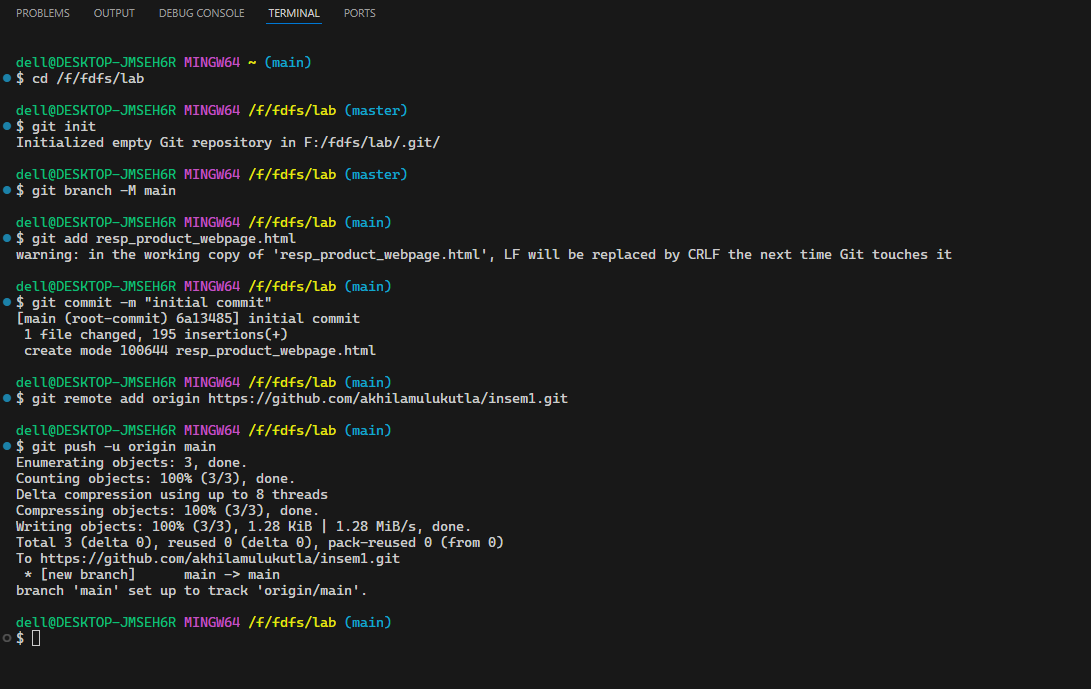 PROBLEMS OUTPUT DEBUG CONSOLE TERMINAL PORTS
dell@DESKTOP-JMSEH6R MINGW64 ~ (main)
$ cd /f/fdfs/lab
dell@DESKTOP-JMSEH6R MINGW64 /f/fdfs/lab (master)
$ git init
Initialized empty Git repository in F:/fdfs/lab/.git/
dell@DESKTOP-JMSEH6R MINGW64 /f/fdfs/lab (master)
$ git branch -M main
dell@DESKTOP-JMSEH6R MINGW64 /f/fdfs/lab (main)
$ git add resp_product_webpage.html
warning: in the working copy of 'resp_product_webpage.html', LF will be replaced by CRLF the next time Git touches it
dell@DESKTOP-JMSEH6R MINGW64 /f/fdfs/lab (main)
$ git commit -m "initial commit"
[main (root-commit) 6a13485] initial commit
1 file changed, 195 insertions(+)
create mode 100644 resp_product_webpage.html
dell@DESKTOP-JMSEH6R MINGW64 /f/fdfs/lab (main)
$ git remote add origin https://github.com/akhilamulukutla/insem1.git
dell@DESKTOP-JMSEH6R MINGW64 /f/fdfs/lab (main)
$ git push -u origin main
Enumerating objects: 3, done.
Counting objects: 100% (3/3), done.
Delta compression using up to 8 threads
Compressing objects: 100% (3/3), done.
Writing objects: 100% (3/3), 1.28 KiB | 1.28 MiB/s, done.
Total 3 (delta 0), reused 0 (delta 0), pack-reused 0 (from 0)
To https://github.com/akhilamulukutla/insem1.git
* [new branch] main -> main
branch 'main' set up to track 'origin/main'.
dell@DESKTOP-JMSEH6R MINGW64 /f/fdfs/lab (main)
$